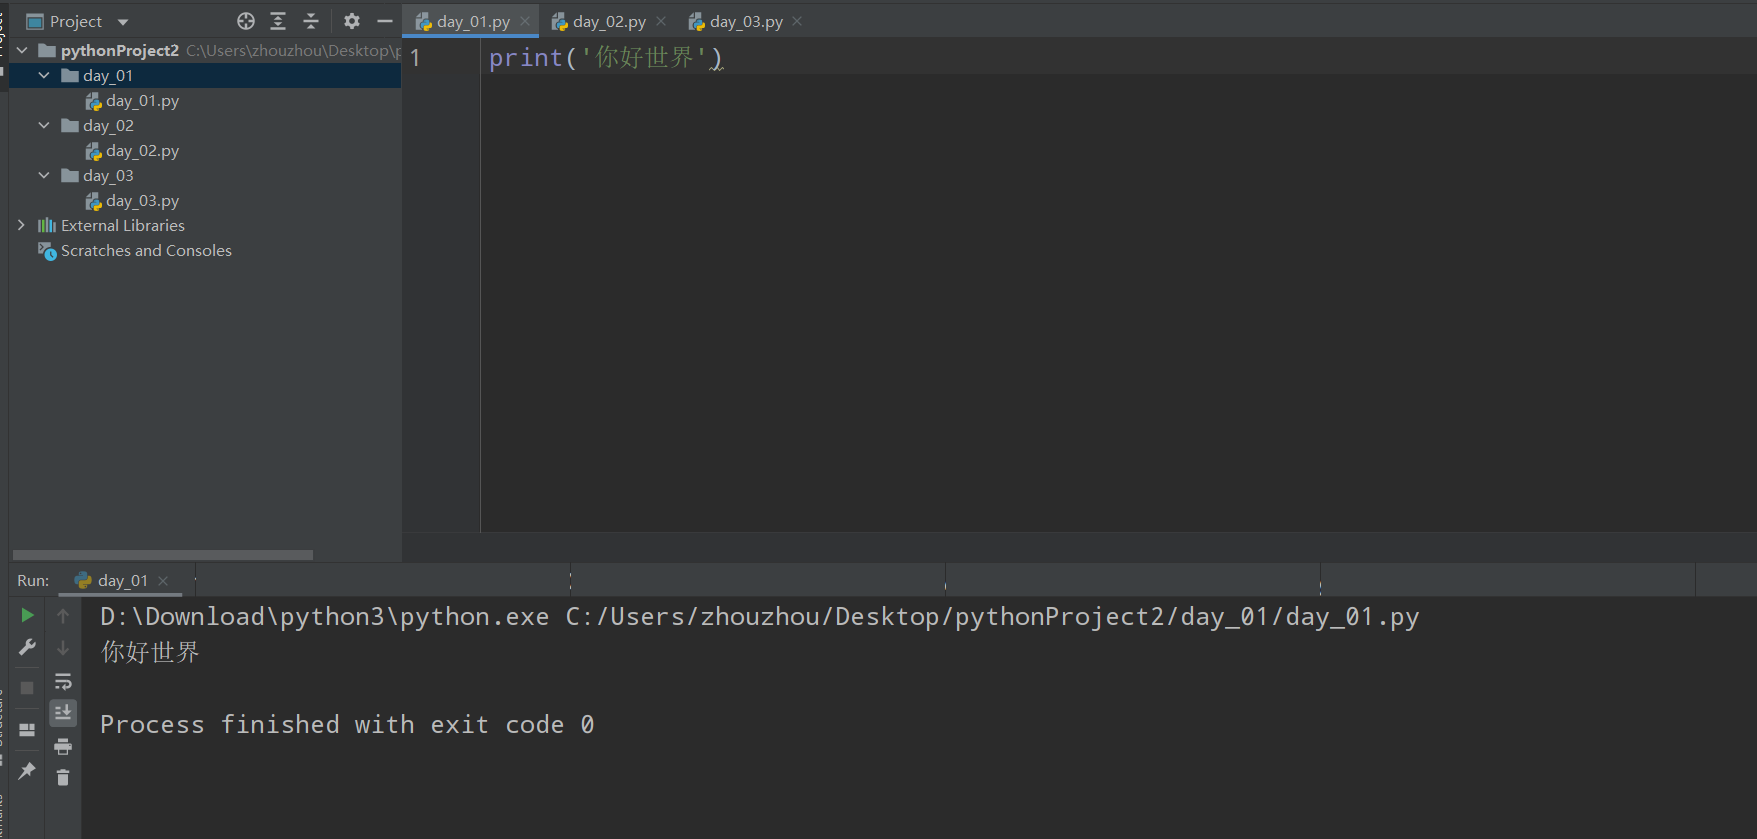 Project
pythonProject2 C:\Users\zhouzhou\Desktop\
day_01
day_01.py
day_02
day_02.py
day_03
day_03.py
External Libraries
Scratches and Consoles
day_01.py day_02.py day_03.py
1 print('你好世界')
Run: day_01
D:\Download\python3\python.exe C:/Users/zhouzhou/Desktop/pythonProject2/day_01/day_01.py
你好世界
Process finished with exit code 0